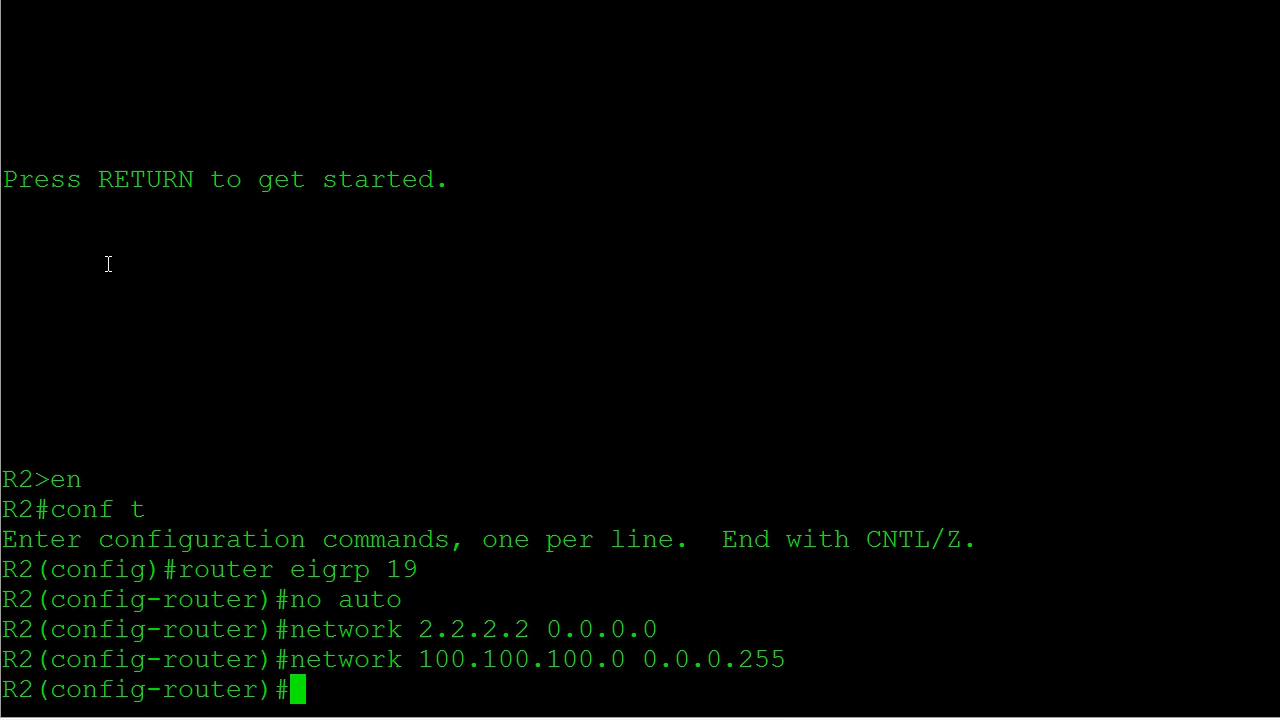 Press RETURN to get started.
R2>en
R2#conf t
Enter configuration commands, one per line.  End with CNTL/Z.
R2(config)#router eigrp 19
R2(config-router)#no auto
R2(config-router)#network 2.2.2.2 0.0.0.0
R2(config-router)#network 100.100.100.0 0.0.0.255
R2(config-router)#